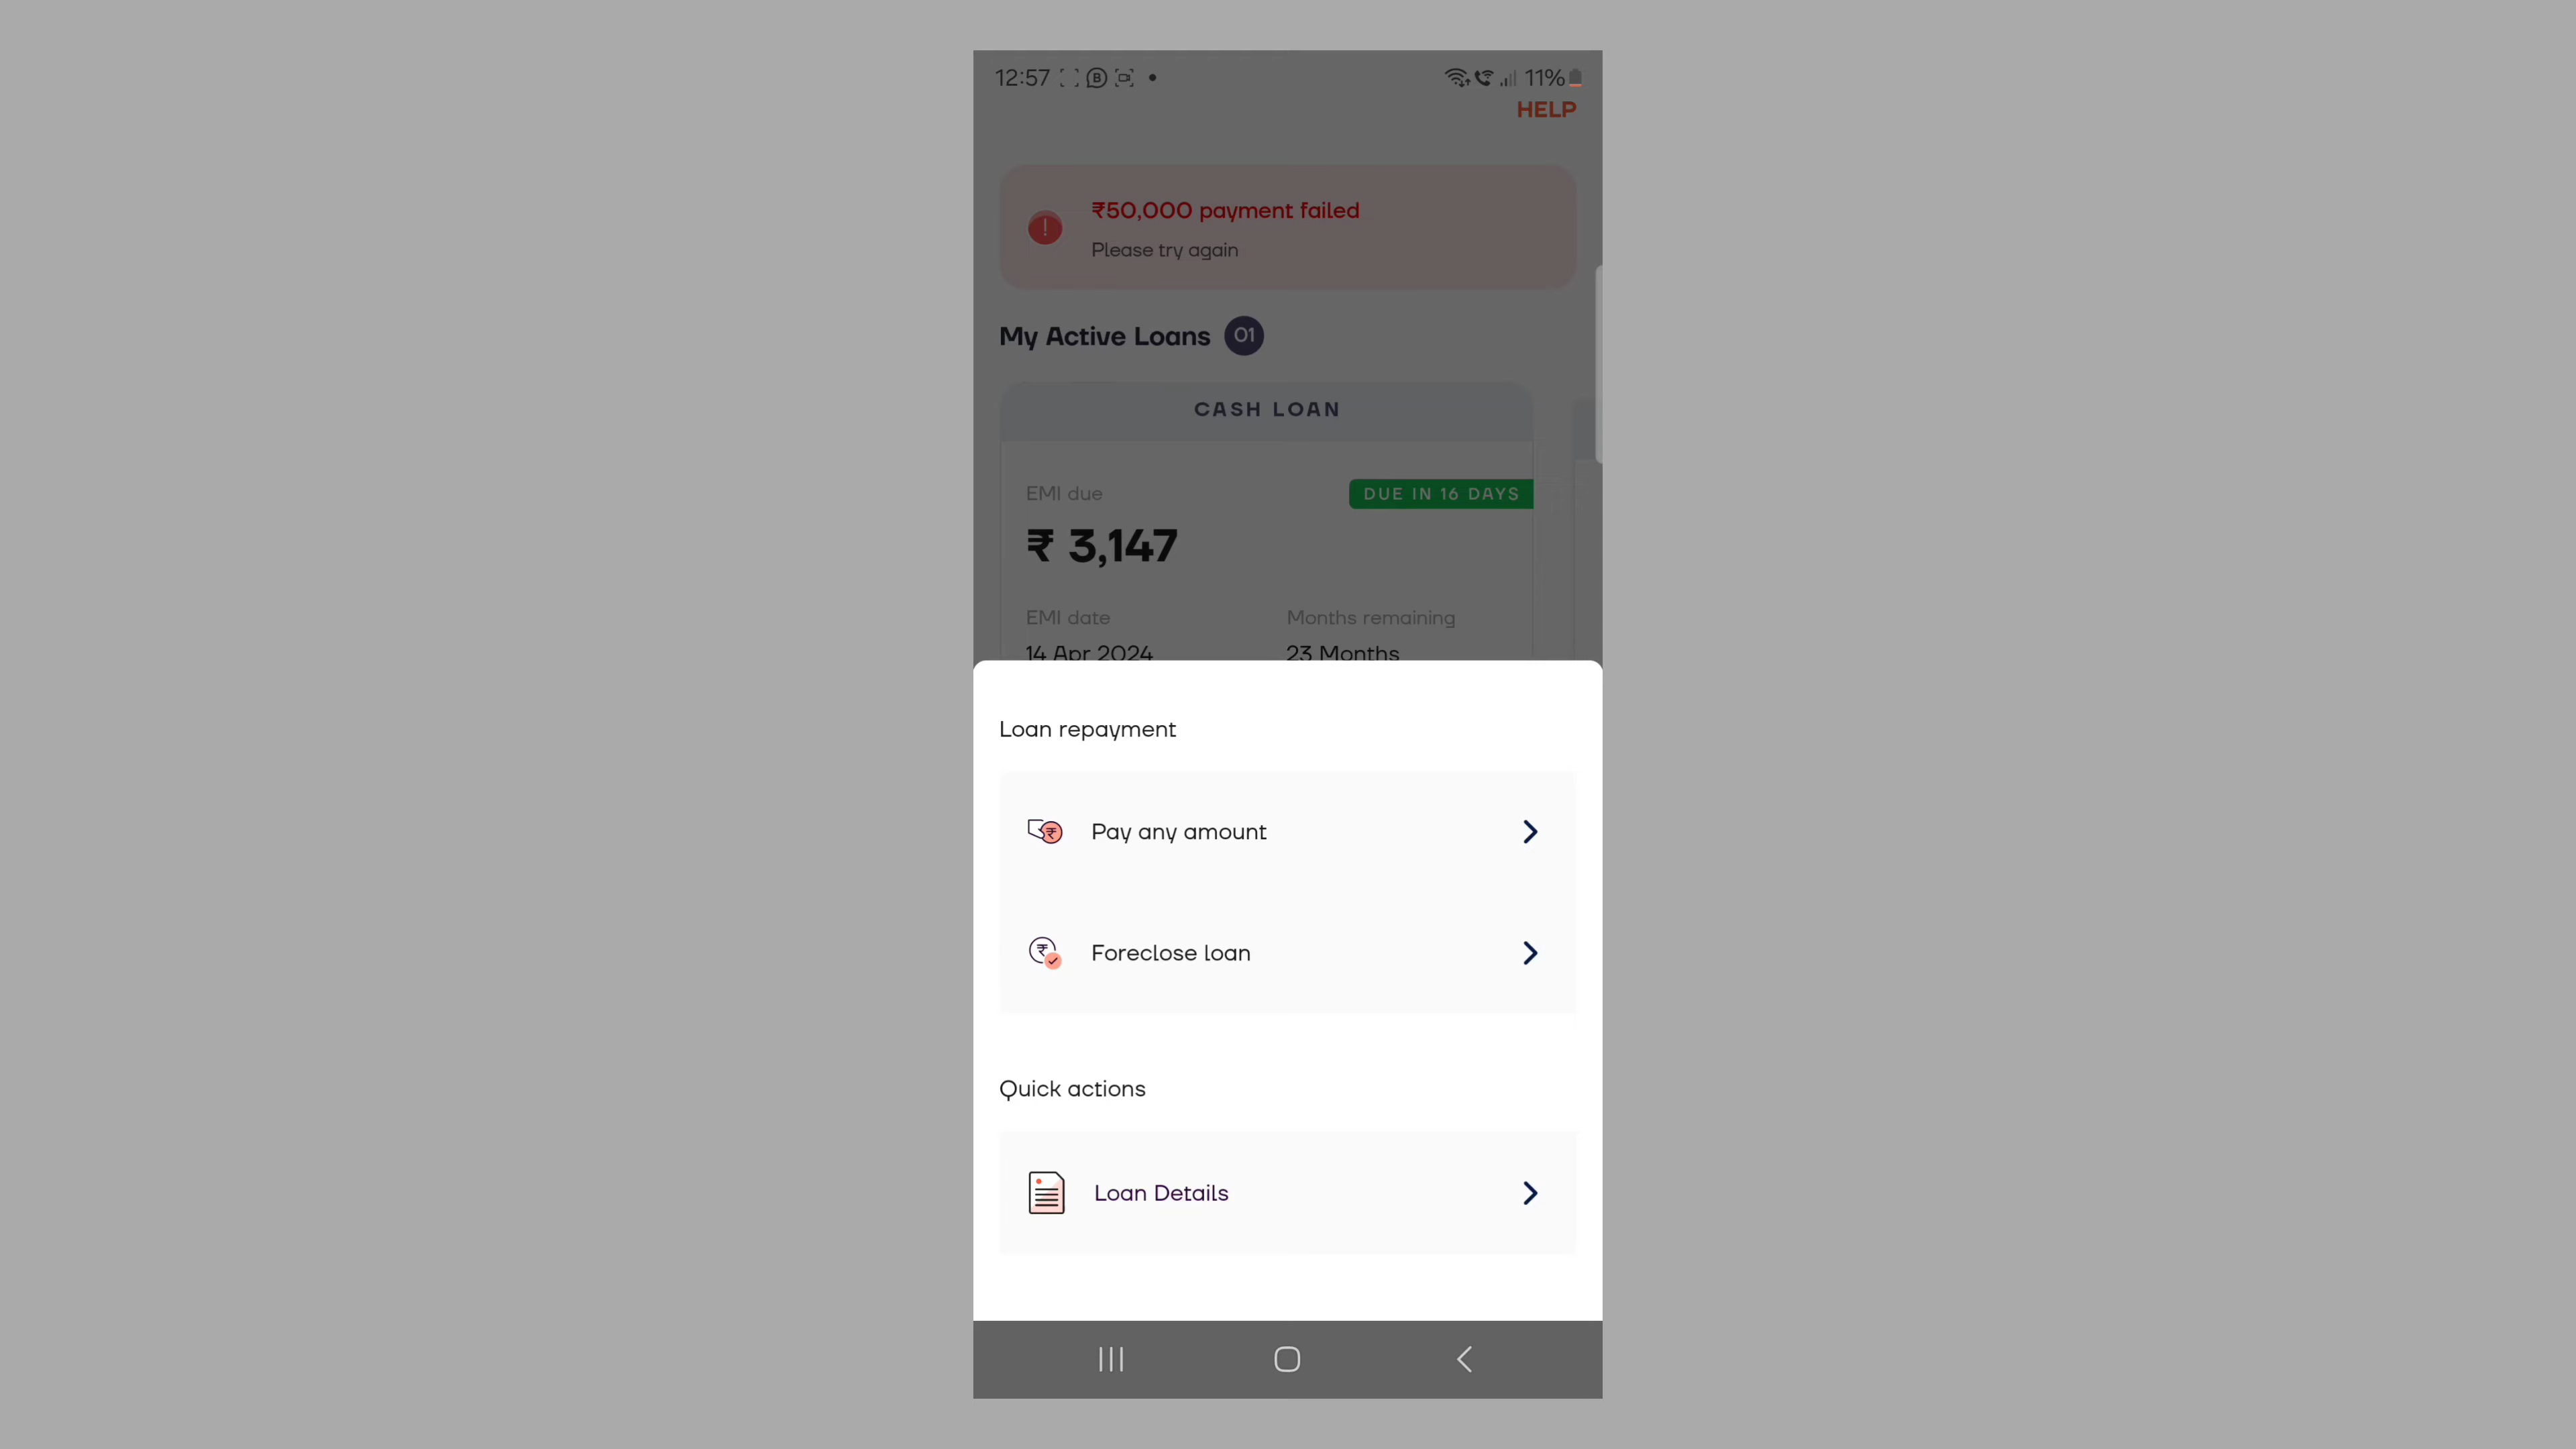 12:57
11%
HELP
₹50,000 payment failed
Please try again
My Active Loans 01
CASH LOAN
EMI due
DUE IN 16 DAYS
₹ 3,147
EMI date
Months remaining
14 Apr 2024
23 Months
Loan repayment
Pay any amount
Foreclose loan
Quick actions
Loan Details